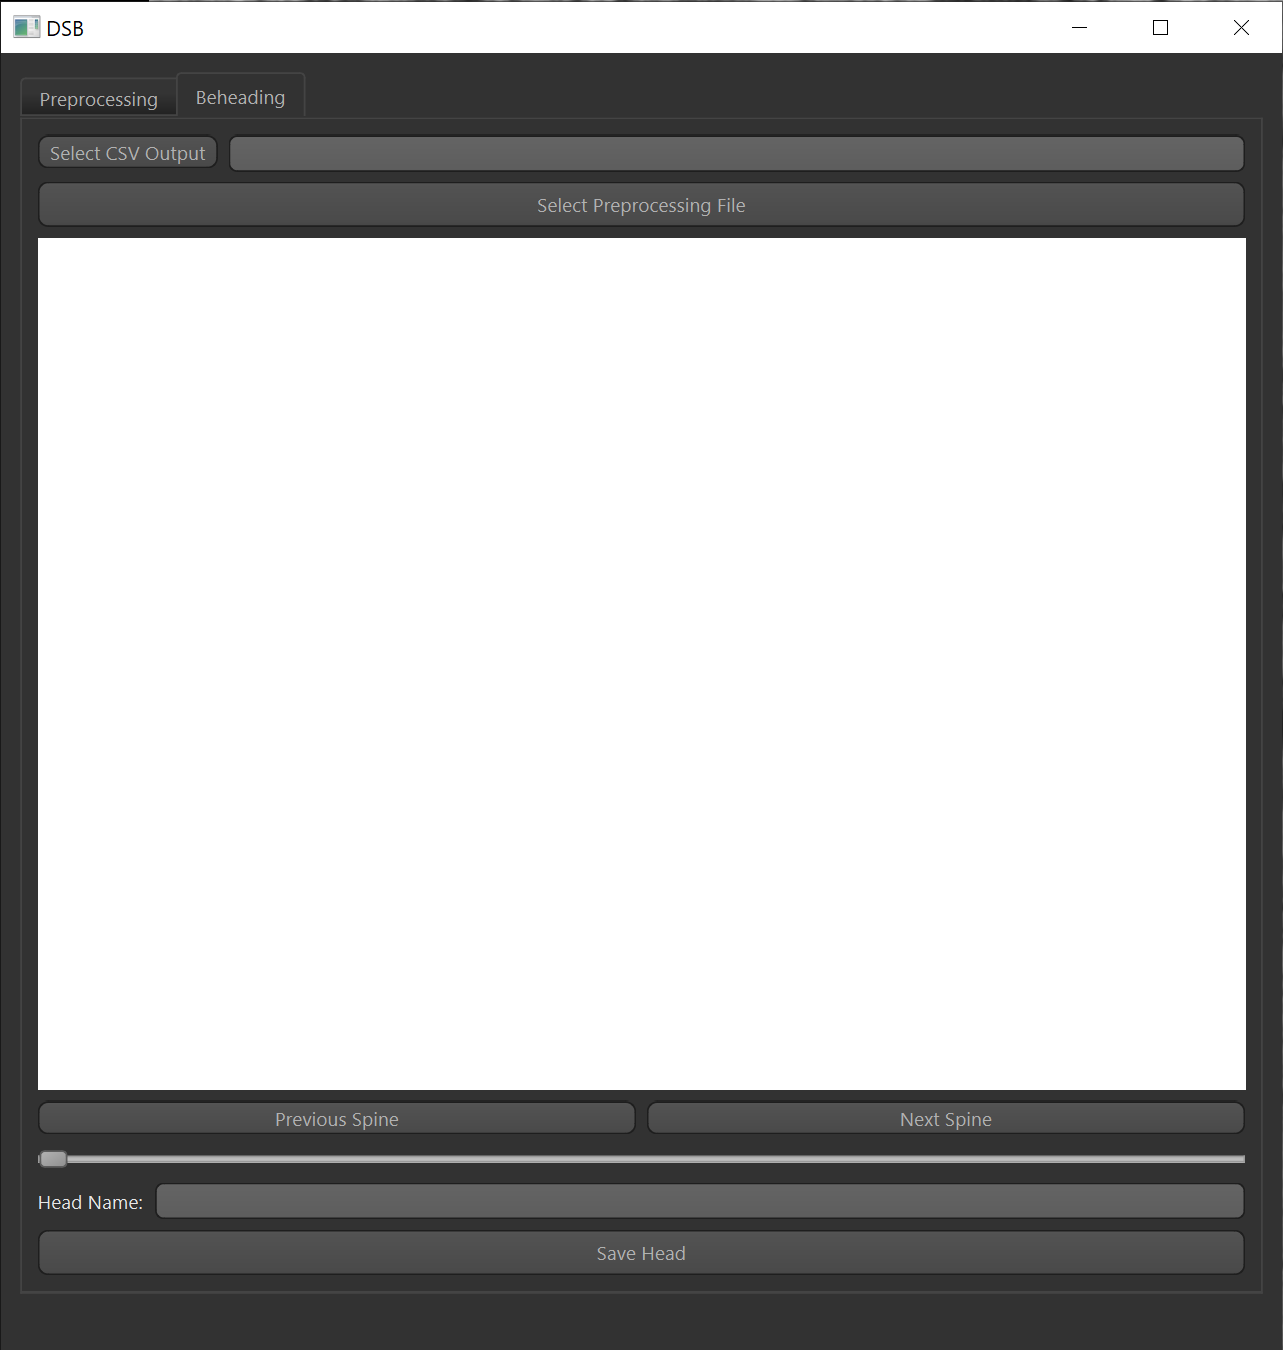 DSB
Preprocessing
Beheading
Select CSV Output
Select Preprocessing File
Previous Spine
Next Spine
Head Name:
Save Head